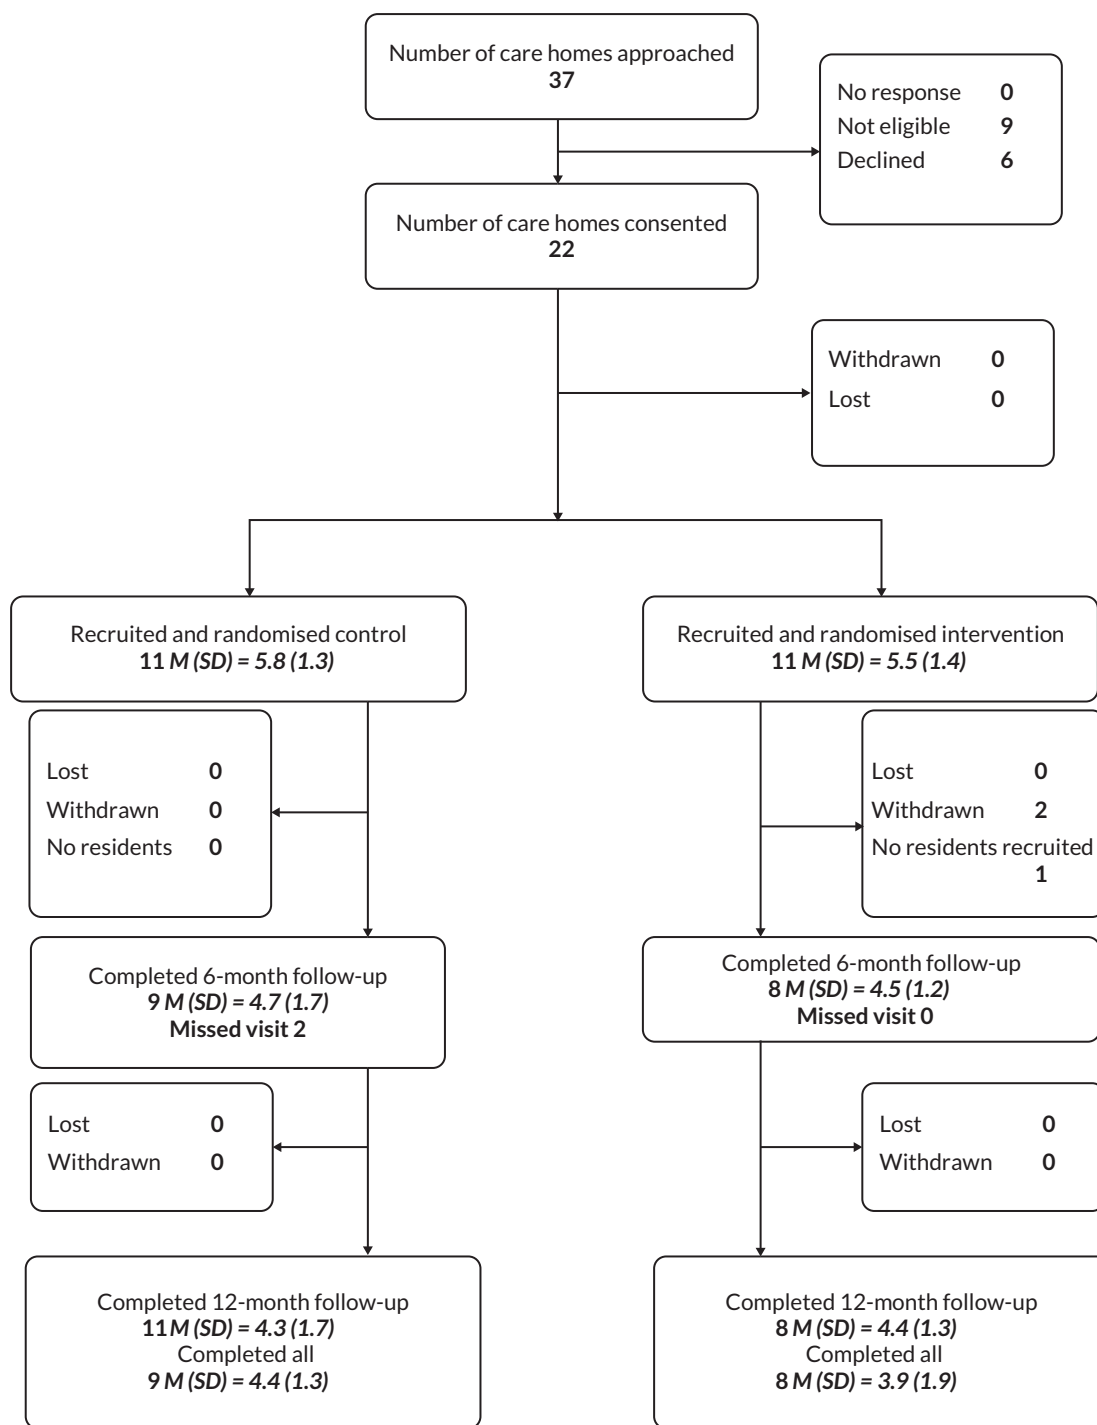 Number of care homes approached
37
No response 0
Not eligible 9
Declined 6
Number of care homes consented
22
Withdrawn 0
Lost 0
Recruited and randomised control
11 M (SD) = 5.8 (1.3)
Recruited and randomised intervention
11 M (SD) = 5.5 (1.4)
Lost 0
Withdrawn 0
No residents 0
Lost 0
Withdrawn 2
No residents recruited
1
Completed 6-month follow-up
9 M (SD) = 4.7 (1.7)
Missed visit 2
Completed 6-month follow-up
8 M (SD) = 4.5 (1.2)
Missed visit 0
Lost 0
Withdrawn 0
Lost 0
Withdrawn 0
Completed 12-month follow-up
11 M (SD) = 4.3 (1.7)
Completed all
9 M (SD) = 4.4 (1.3)
Completed 12-month follow-up
8 M (SD) = 4.4 (1.3)
Completed all
8 M (SD) = 3.9 (1.9)